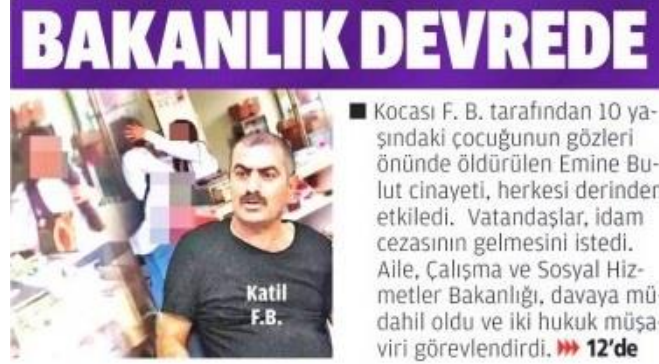 BAKANLIK DEVREDE
Katil
F.B.
■ Kocası F. B. tarafından 10 ya-
şındaki çocuğunun gözleri
önünde öldürülen Emine Bu-
lut cinayeti, herkesi derinden
etkiledi. Vatandaşlar, idam
cezasının gelmesini istedi.
Aile, Çalışma ve Sosyal Hiz-
metler Bakanlığı, davaya mü-
dahil oldu ve iki hukuk müşa-
viri görevlendirdi. 12'de